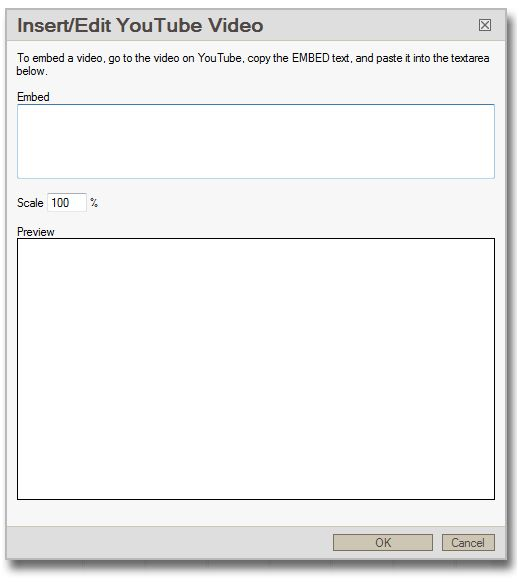 Insert/Edit YouTube Video
To embed a video, go to the video on YouTube, copy the EMBED text, and paste it into the textarea
below.
Embed
Scale 100 %
Preview
OK Cancel